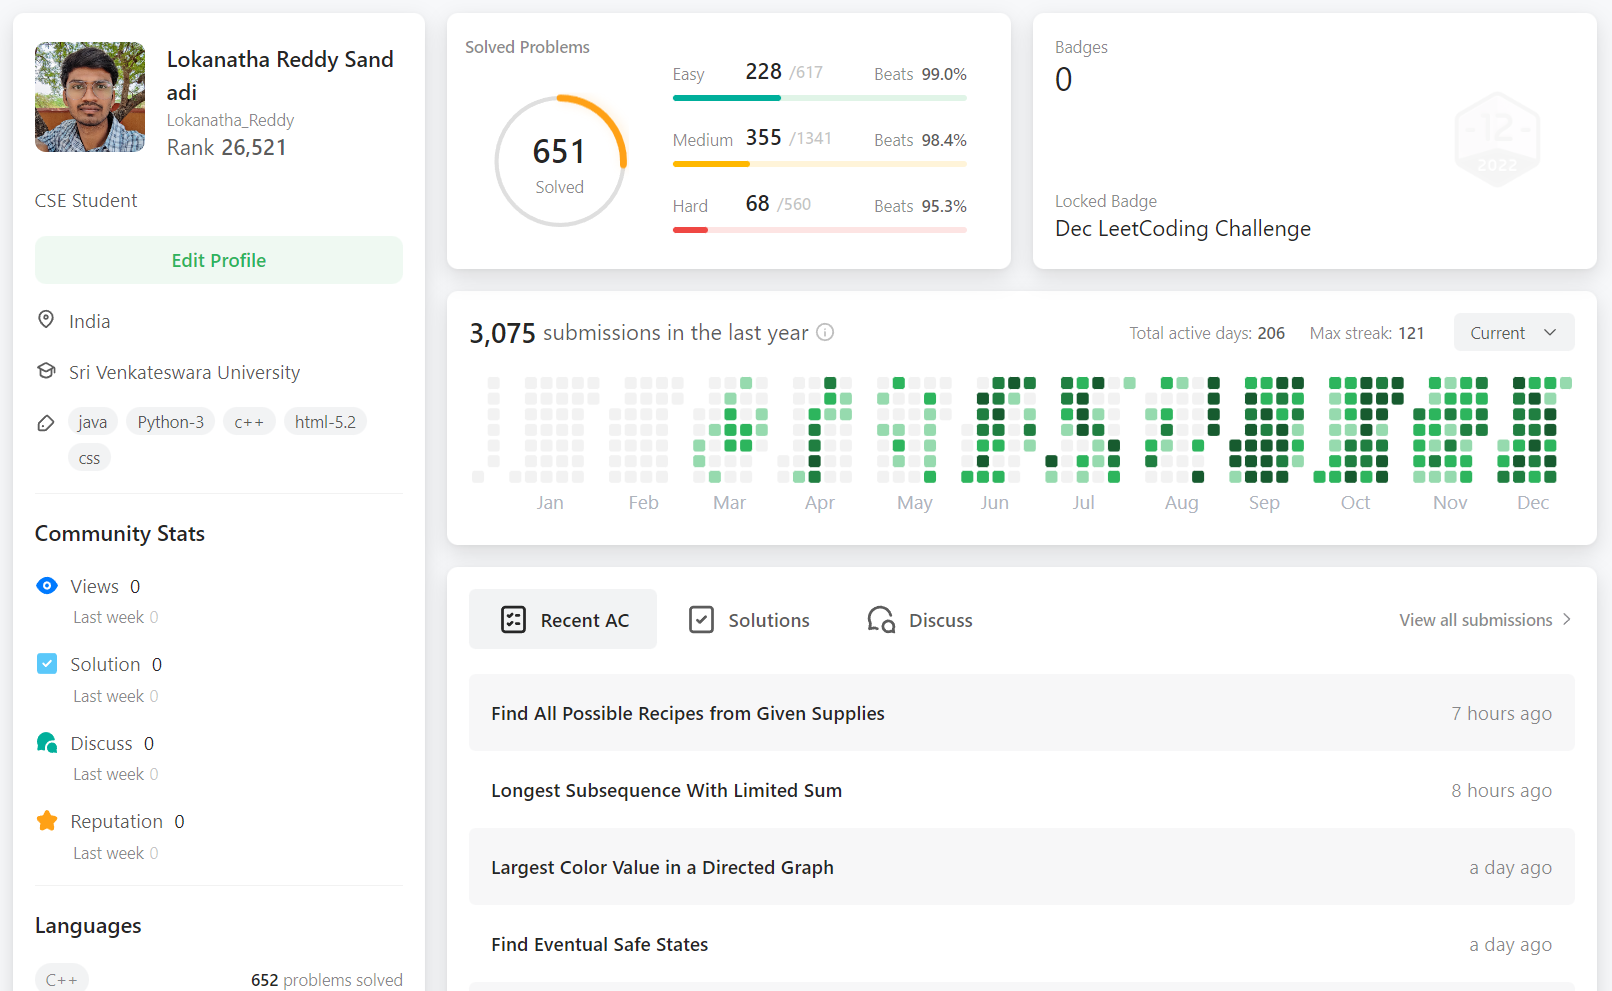 Lokanatha Reddy Sand
adi
Lokanatha_Reddy
Rank 26,521
CSE Student
Edit Profile
India
Sri Venkateswara University
java Python-3 c++ html-5.2
css
Community Stats
Views 0
Last week 0
Solution 0
Last week 0
Discuss 0
Last week 0
Reputation 0
Last week 0
Languages
C++ 652 problems solved
Solved Problems
651
Solved
Easy 228 /617 Beats 99.0%
Medium 355 /1341 Beats 98.4%
Hard 68 /560 Beats 95.3%
Badges
0
12
2022
Locked Badge
Dec LeetCoding Challenge
3,075 submissions in the last year Total active days: 206 Max streak: 121 Current
Jan Feb Mar Apr May Jun Jul Aug Sep Oct Nov Dec
Recent AC Solutions Discuss View all submissions
Find All Possible Recipes from Given Supplies 7 hours ago
Longest Subsequence With Limited Sum 8 hours ago
Largest Color Value in a Directed Graph a day ago
Find Eventual Safe States a day ago